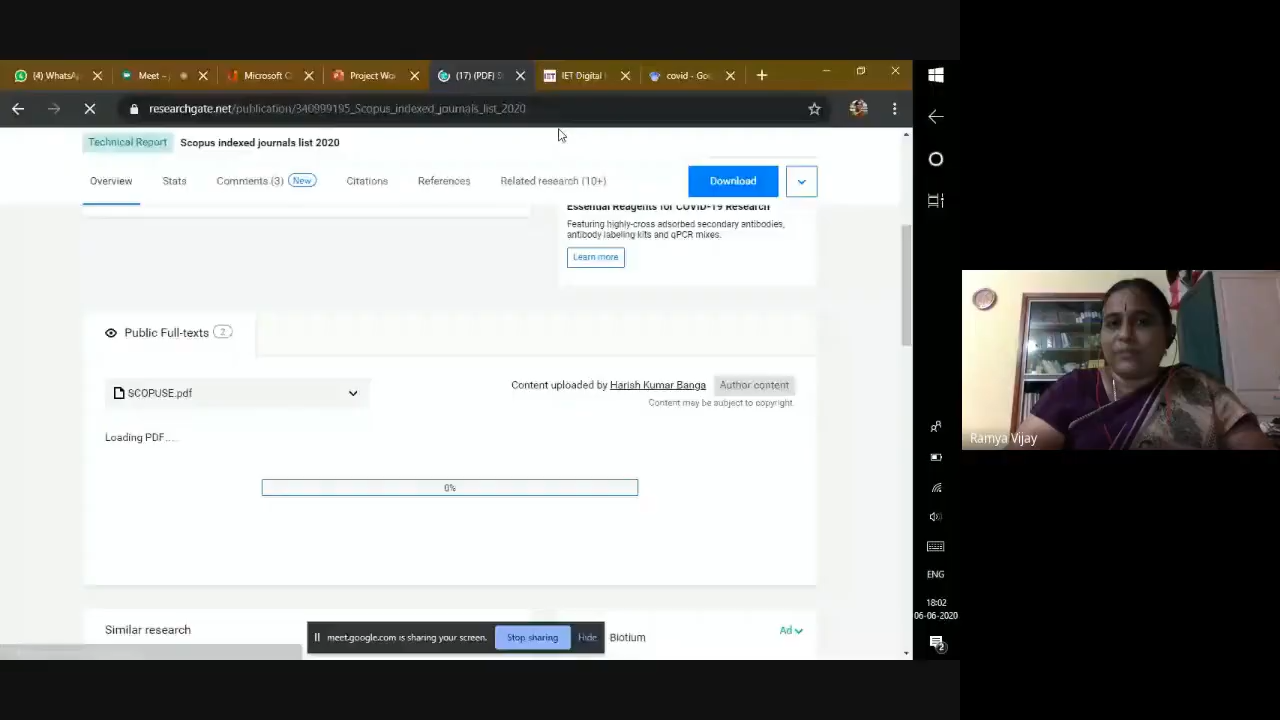 (4) WhatsA
Meet –
Microsoft O
Project Wo
(17) (PDF) S
IET Digital
covid - Goo
researchgate.net/publication/340999195_Scopus_indexed_journals_list_2020
Technical Report
Scopus indexed journals list 2020
Overview
Stats
Comments (3)
New
Citations
References
Related research (10+)
Download
Essential Reagents for COVID-19 Research
Featuring highly-cross adsorbed secondary antibodies,
antibody labeling kits and qPCR mixes.
Learn more
Public Full-texts
2
SCOPUSE.pdf
Content uploaded by Harish Kumar Banga
Author content
Content may be subject to copyright.
Loading PDF....
0%
Similar research
meet.google.com is sharing your screen.
Stop sharing
Hide
Biotium
Ad
ENG
18:02
06-06-2020
2
Ramya Vijay